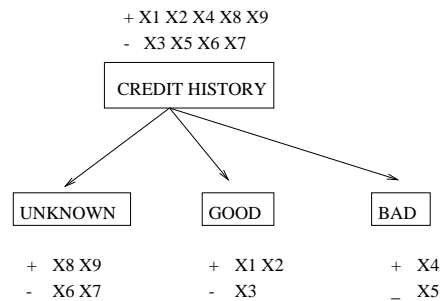 + X1 X2 X4 X8 X9
- X3 X5 X6 X7
CREDIT HISTORY
UNKNOWN GOOD BAD
+ X8 X9 + X1 X2 + X4
- X6 X7 - X3 _ X5